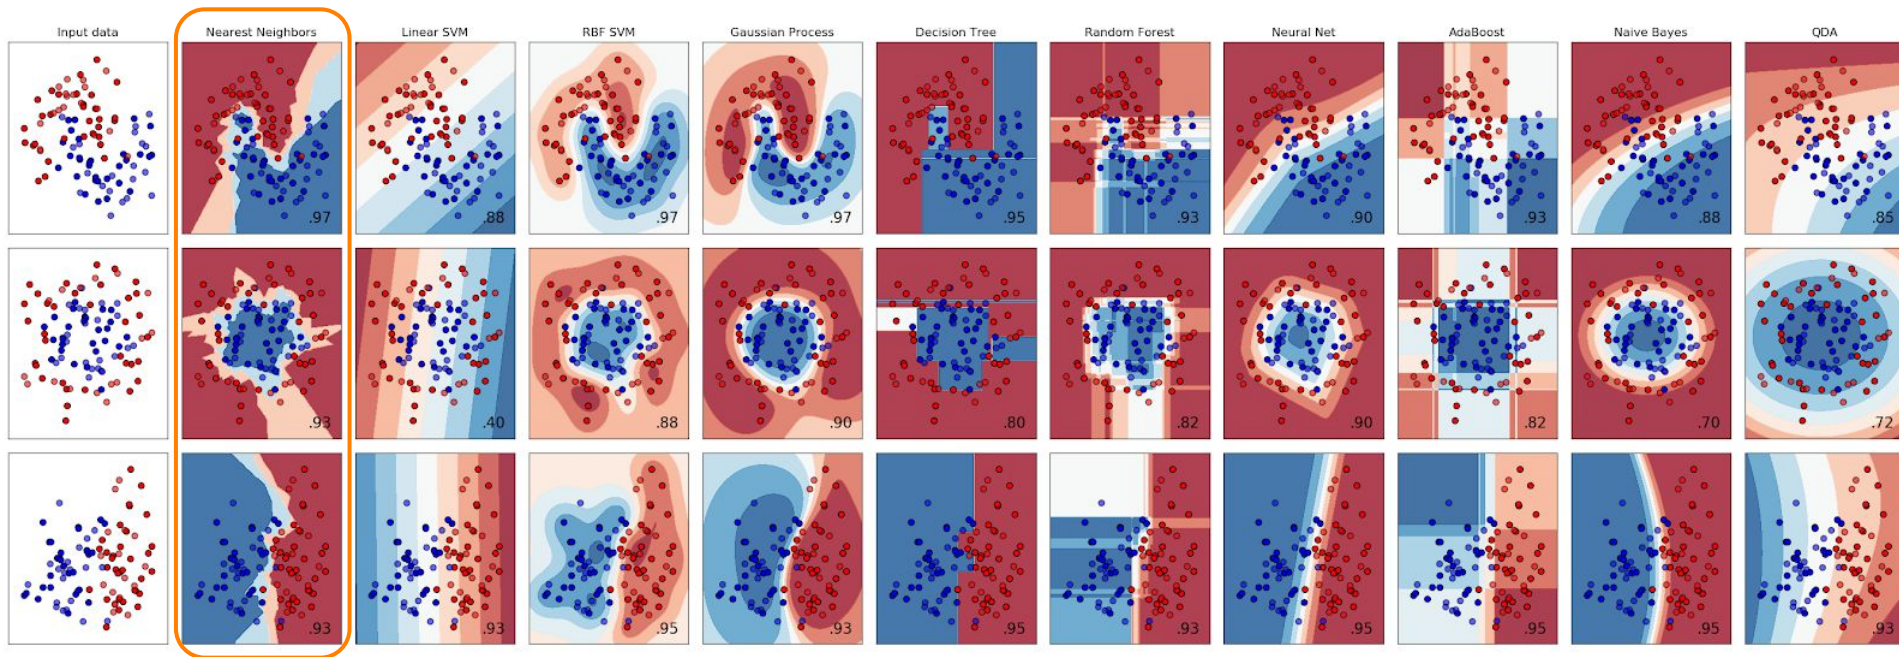 Input data Nearest Neighbors Linear SVM RBF SVM Gaussian Process Decision Tree Random Forest Neural Net AdaBoost Naive Bayes QDA
.97 .88 .97 .97 .95 .93 .90 .93 .88 .85
.93 .40 .88 .90 .80 .82 .90 .82 .70 .72
.93 .93 .95 .93 .95 .93 .95 .95 .95 .93